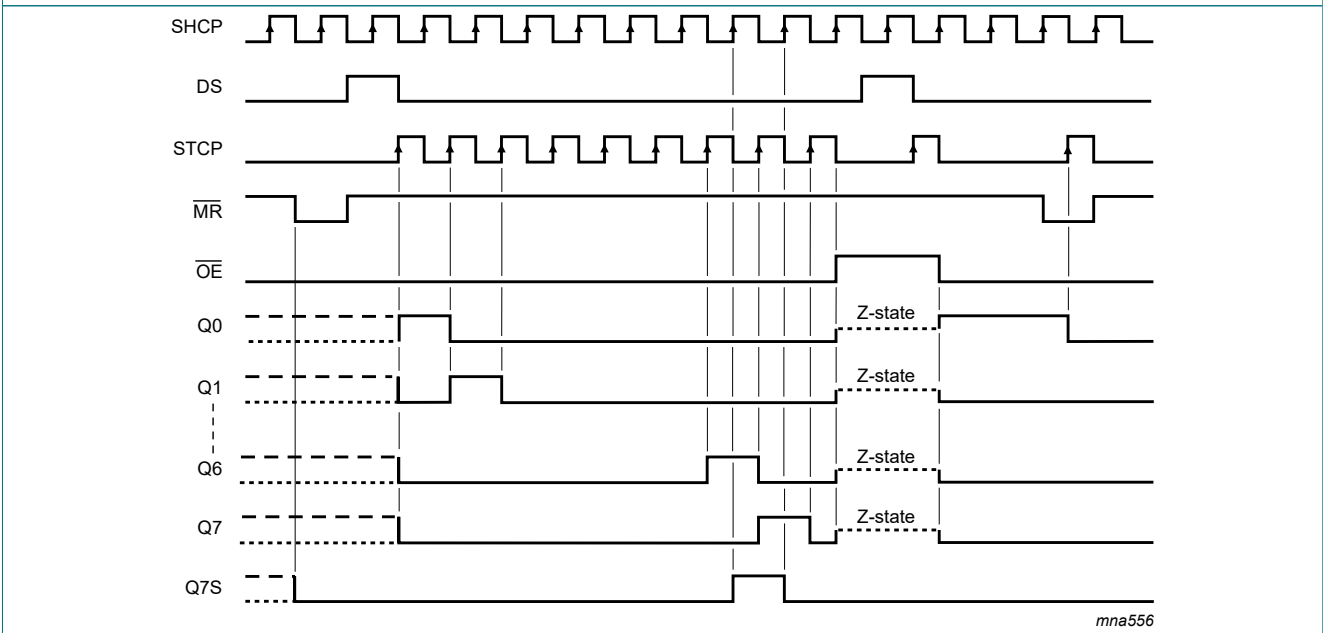 SHCP
DS
STCP
MR
OE
Q0 Z-state
Q1 Z-state
Q6 Z-state
Q7 Z-state
Q7S
mna556